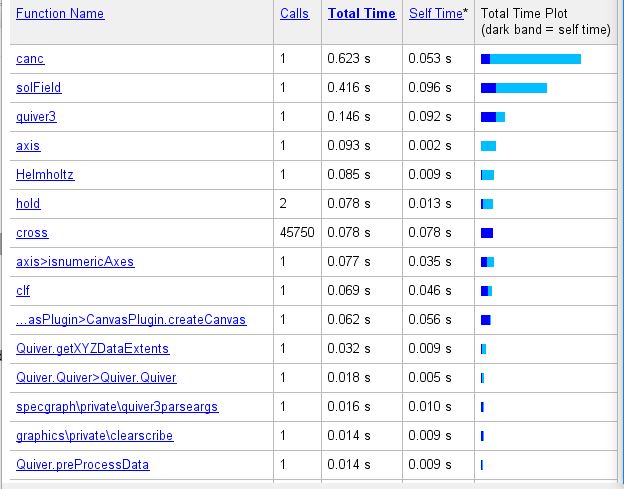 Function Name Calls Total Time Self Time* Total Time Plot
(dark band = self time)
canc 1 0.623 s 0.053 s
solField 1 0.416 s 0.096 s
quiver3 1 0.146 s 0.092 s
axis 1 0.093 s 0.002 s
Helmholtz 1 0.085 s 0.009 s
hold 2 0.078 s 0.013 s
cross 45750 0.078 s 0.078 s
axis>isnumericAxes 1 0.077 s 0.035 s
clf 1 0.069 s 0.046 s
...asPlugin>CanvasPlugin.createCanvas 1 0.062 s 0.056 s
Quiver.getXYZDataExtents 1 0.032 s 0.009 s
Quiver.Quiver>Quiver.Quiver 1 0.018 s 0.005 s
specgraph\private\quiver3parseargs 1 0.016 s 0.010 s
graphics\private\clearscribe 1 0.014 s 0.009 s
Quiver.preProcessData 1 0.014 s 0.009 s